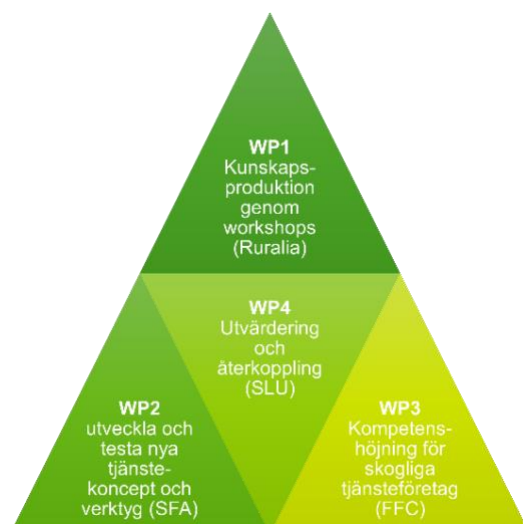 WP1
Kunskaps-
produktion
genom
workshops
(Ruralia)
WP4
Utvärdering
och
återkoppling
(SLU)
WP2
utveckla och
testa nya
tjänste-
koncept och
verktyg (SFA)
WP3
Kompetens-
höjning för
skogliga
tjänsteföretag
(FFC)